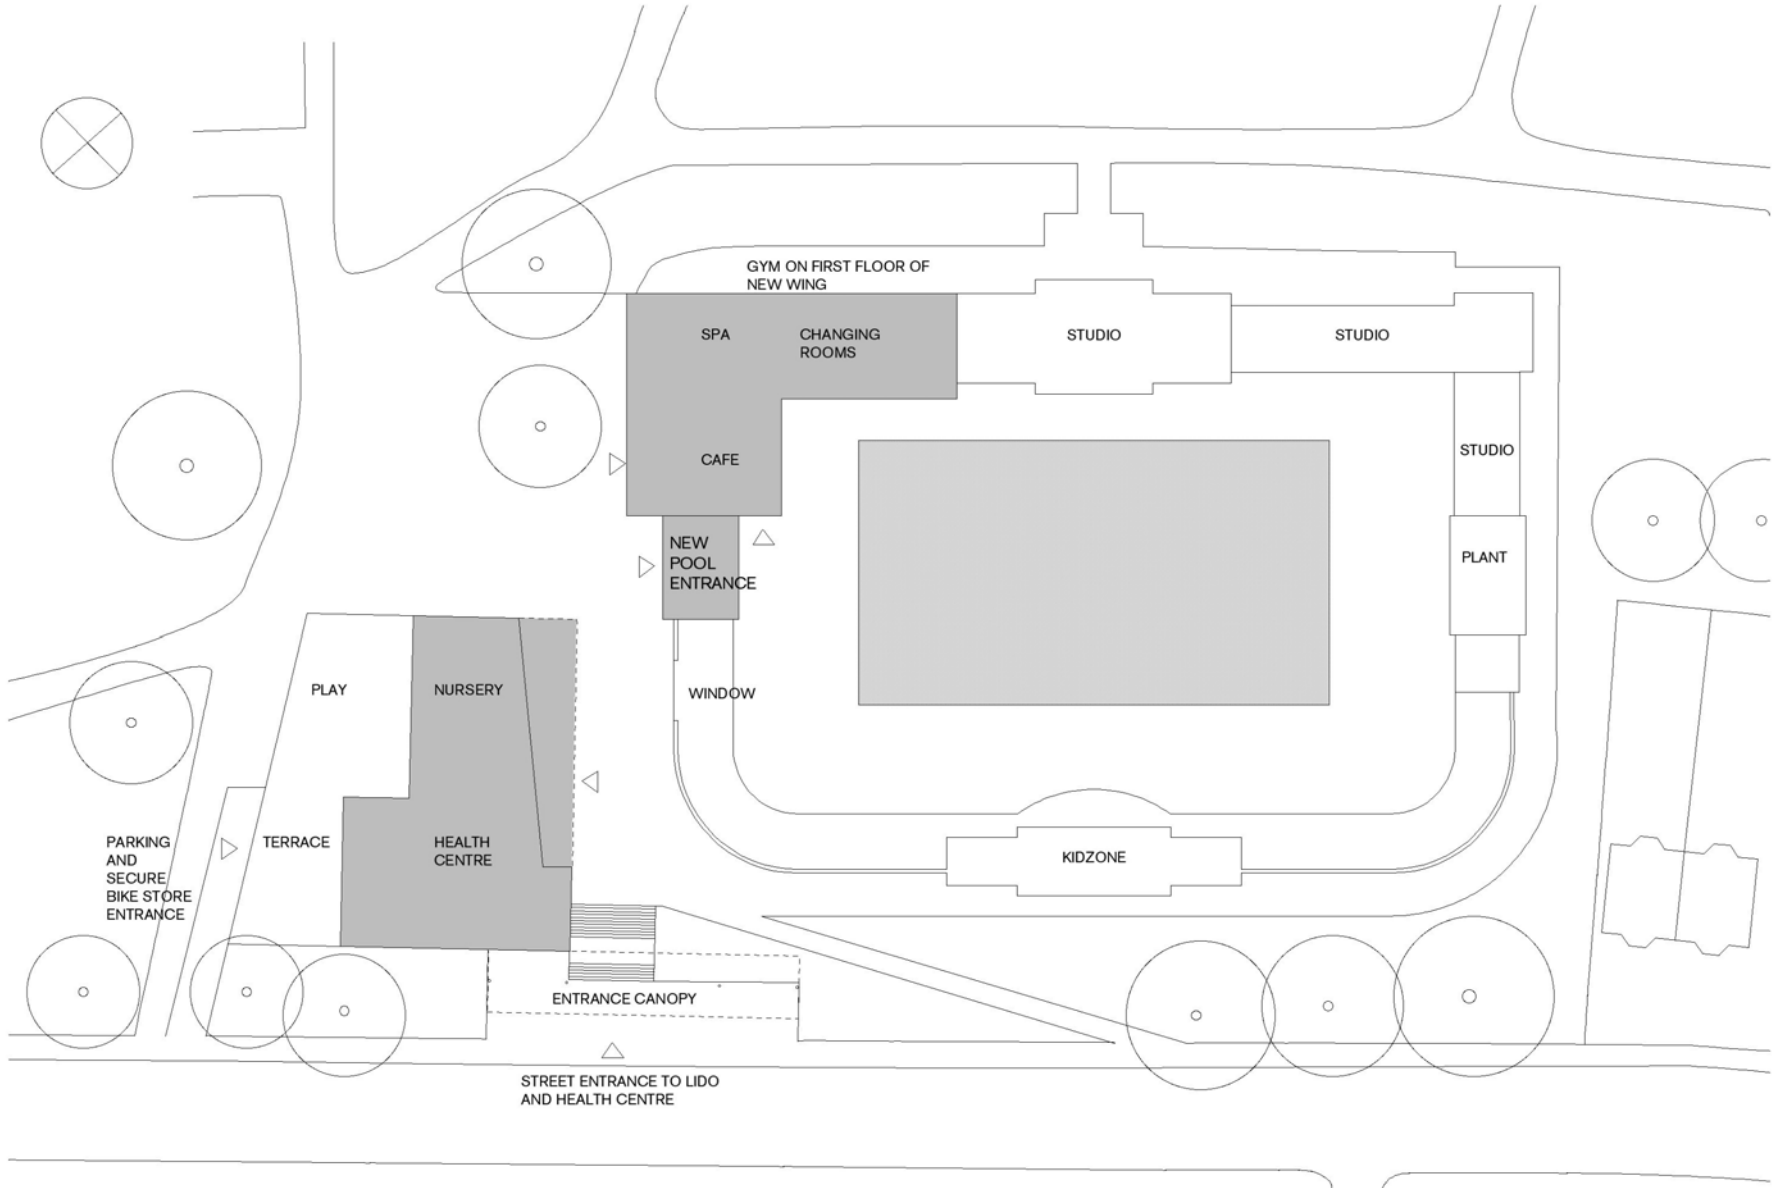 GYM ON FIRST FLOOR OF
NEW WING
SPA
CHANGING
ROOMS
STUDIO
STUDIO
CAFE
STUDIO
NEW
POOL
ENTRANCE
PLANT
PLAY
NURSERY
WINDOW
PARKING
AND
SECURE
BIKE STORE
ENTRANCE
TERRACE
HEALTH
CENTRE
KIDZONE
ENTRANCE CANOPY
STREET ENTRANCE TO LIDO
AND HEALTH CENTRE